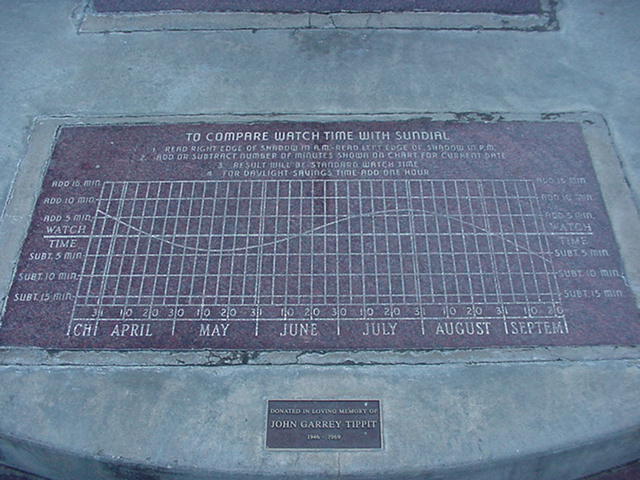 TO COMPARE WATCH TIME WITH SUNDIAL
1. READ RIGHT EDGE OF SHADOW IN A.M.-READ LEFT EDGE OF SHADOW IN P.M.
2. ADD OR SUBTRACT NUMBER OF MINUTES SHOWN ON CHART FOR CURRENT DATE
3. RESULT WILL BE STANDARD WATCH TIME
4. FOR DAYLIGHT SAVINGS TIME ADD ONE HOUR
ADD 15 MIN. ADD 15 MIN.
ADD 10 MIN. ADD 10 MIN.
ADD 5 MIN. ADD 5 MIN.
WATCH WATCH
TIME TIME
SUBT. 5 MIN. SUBT. 5 MIN.
SUBT. 10 MIN. SUBT. 10 MIN.
SUBT. 15 MIN. SUBT. 15 MIN.
31 10 20 30 10 20 31 10 20 30 10 20 31 10 20 31 10 20
CH APRIL MAY JUNE JULY AUGUST SEPTEM
DONATED IN LOVING MEMORY OF
JOHN GARREY TIPPIT
1946 - 1969